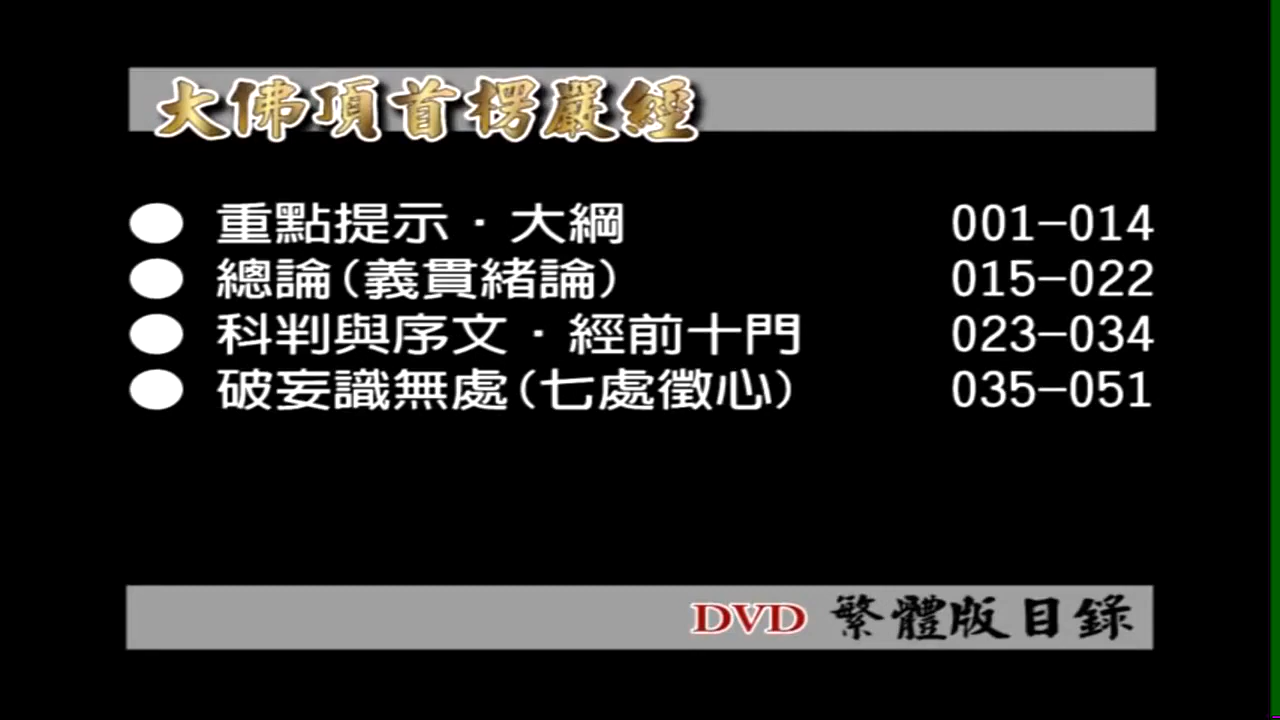 大佛頂首楞嚴經
● 重點提示・大綱 001-014
● 總論(義貫緒論) 015-022
● 科判與序文・經前十門 023-034
● 破妄識無處(七處徵心) 035-051
DVD 繁體版目錄